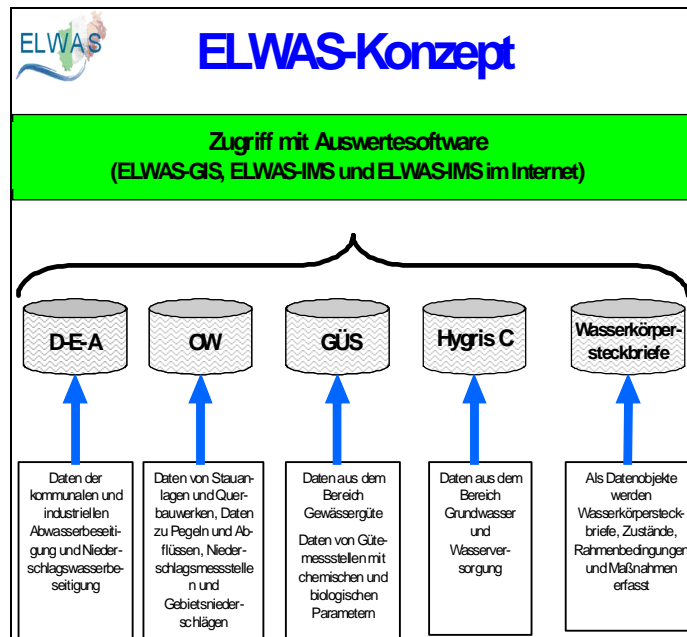 ELWAS
ELWAS-Konzept
Zugriff mit Auswertesoftware
(ELWAS-GIS, ELWAS-IMS und ELWAS-IMS im Internet)
D-E-A
OW
GÜS
Hygris C
Wasserkörper-
steckbriefe
Daten der
kommunalen und
industriellen
Abwasserbeseiti-
gung und Nieder-
schlagswasserbe-
seitigung
Daten von Stauan-
lagen und Quer-
bauwerken, Daten
zu Pegeln und Ab-
flüssen, Nieder-
schlagsmessstelle
n und
Gebietsnieder-
schlägen
Daten aus dem
Bereich
Gewässergüte
Daten von Güte-
messstellen mit
chemischen und
biologischen
Parametern
Daten aus dem
Bereich
Grundwasser
und
Wasserver-
sorgung
Als Datenobjekte
werden
Wasserkörpersteck-
briefe, Zustände,
Rahmenbedingungen
und Maßnahmen
erfasst